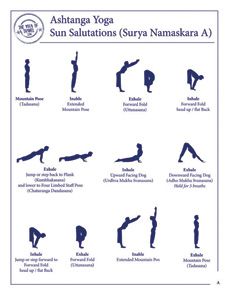 THE YOGA OF THINGS
Ashtanga Yoga
Sun Salutations (Surya Namaskara A)
Mountain Pose
(Tadasana)
Inhale
Extended
Mountain Pose
Exhale
Forward Fold
(Uttanasana)
Inhale
Forward Fold
head up / flat Back
Exhale
Jump or step back to Plank
(Kumbhakasana)
and lower to Four Limbed Staff Pose
(Chaturanga Dandasana)
Inhale
Upward Facing Dog
(Urdhva Mukha Svanasana)
Exhale
Downward Facing Dog
(Adho Mukha Svanasana)
Hold for 5 breaths
Inhale
Jump or step forward to
Forward Fold
head up / flat Back
Exhale
Forward Fold
(Uttanasana)
Inhale
Extended Mountain Pos
Exhale
Mountain Pose
(Tadasana)
A